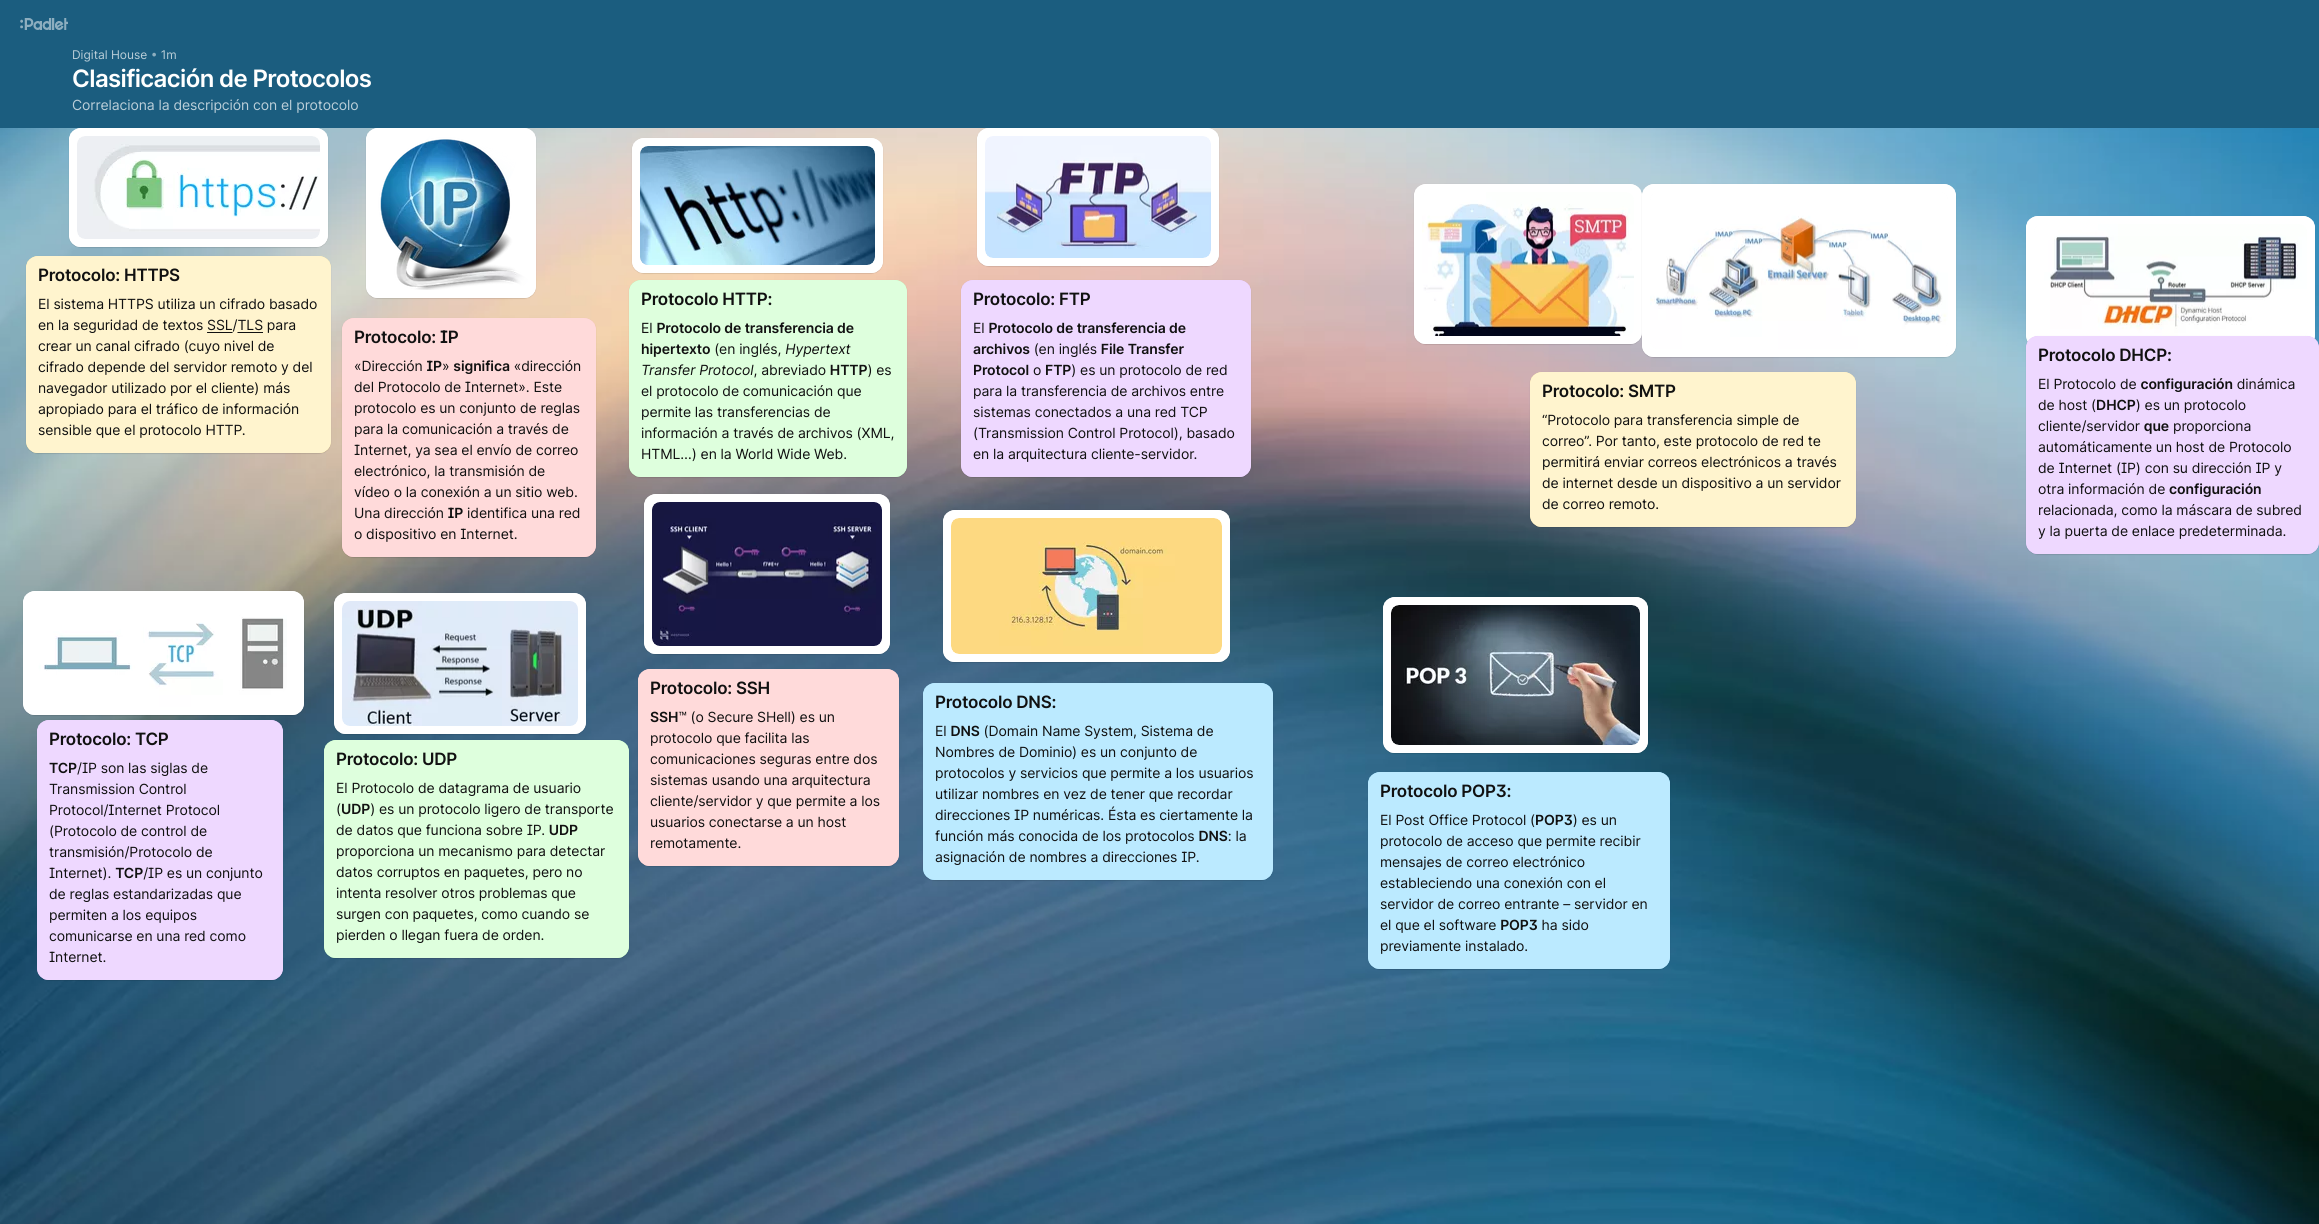 :Padlet
Digital House • 1m
Clasificación de Protocolos
Correlaciona la descripción con el protocolo
https://
Protocolo: HTTPS
El sistema HTTPS utiliza un cifrado basado
en la seguridad de textos SSL/TLS para
crear un canal cifrado (cuyo nivel de
cifrado depende del servidor remoto y del
navegador utilizado por el cliente) más
apropiado para el tráfico de información
sensible que el protocolo HTTP.
IP
Protocolo: IP
«Dirección IP» significa «dirección
del Protocolo de Internet». Este
protocolo es un conjunto de reglas
para la comunicación a través de
Internet, ya sea el envío de correo
electrónico, la transmisión de
vídeo o la conexión a un sitio web.
Una dirección IP identifica una red
o dispositivo en Internet.
http://www
Protocolo HTTP:
El Protocolo de transferencia de
hipertexto (en inglés, Hypertext
Transfer Protocol, abreviado HTTP) es
el protocolo de comunicación que
permite las transferencias de
información a través de archivos (XML,
HTML...) en la World Wide Web.
FTP
Protocolo: FTP
El Protocolo de transferencia de
archivos (en inglés File Transfer
Protocol o FTP) es un protocolo de red
para la transferencia de archivos entre
sistemas conectados a una red TCP
(Transmission Control Protocol), basado
en la arquitectura cliente-servidor.
SMTP
IMAP
IMAP
IMAP
IMAP
Email Server
SmartPhone
Desktop PC
Tablet
Desktop PC
Protocolo: SMTP
“Protocolo para transferencia simple de
correo”. Por tanto, este protocolo de red te
permitirá enviar correos electrónicos a través
de internet desde un dispositivo a un servidor
de correo remoto.
DHCP Client
Router
DHCP Server
DHCP
Dynamic Host
Configuration Protocol
Protocolo DHCP:
El Protocolo de configuración dinámica
de host (DHCP) es un protocolo
cliente/servidor que proporciona
automáticamente un host de Protocolo
de Internet (IP) con su dirección IP y
otra información de configuración
relacionada, como la máscara de subred
y la puerta de enlace predeterminada.
TCP
Protocolo: TCP
TCP/IP son las siglas de
Transmission Control
Protocol/Internet Protocol
(Protocolo de control de
transmisión/Protocolo de
Internet). TCP/IP es un conjunto
de reglas estandarizadas que
permiten a los equipos
comunicarse en una red como
Internet.
UDP
Request
Response
Response
Client
Server
Protocolo: UDP
El Protocolo de datagrama de usuario
(UDP) es un protocolo ligero de transporte
de datos que funciona sobre IP. UDP
proporciona un mecanismo para detectar
datos corruptos en paquetes, pero no
intenta resolver otros problemas que
surgen con paquetes, como cuando se
pierden o llegan fuera de orden.
SSH CLIENT
SSH SERVER
Hello !
Hello !
Protocolo: SSH
SSH™ (o Secure SHell) es un
protocolo que facilita las
comunicaciones seguras entre dos
sistemas usando una arquitectura
cliente/servidor y que permite a los
usuarios conectarse a un host
remotamente.
domain.com
216.3.128.12
Protocolo DNS:
El DNS (Domain Name System, Sistema de
Nombres de Dominio) es un conjunto de
protocolos y servicios que permite a los usuarios
utilizar nombres en vez de tener que recordar
direcciones IP numéricas. Ésta es ciertamente la
función más conocida de los protocolos DNS: la
asignación de nombres a direcciones IP.
POP 3
Protocolo POP3:
El Post Office Protocol (POP3) es un
protocolo de acceso que permite recibir
mensajes de correo electrónico
estableciendo una conexión con el
servidor de correo entrante – servidor en
el que el software POP3 ha sido
previamente instalado.